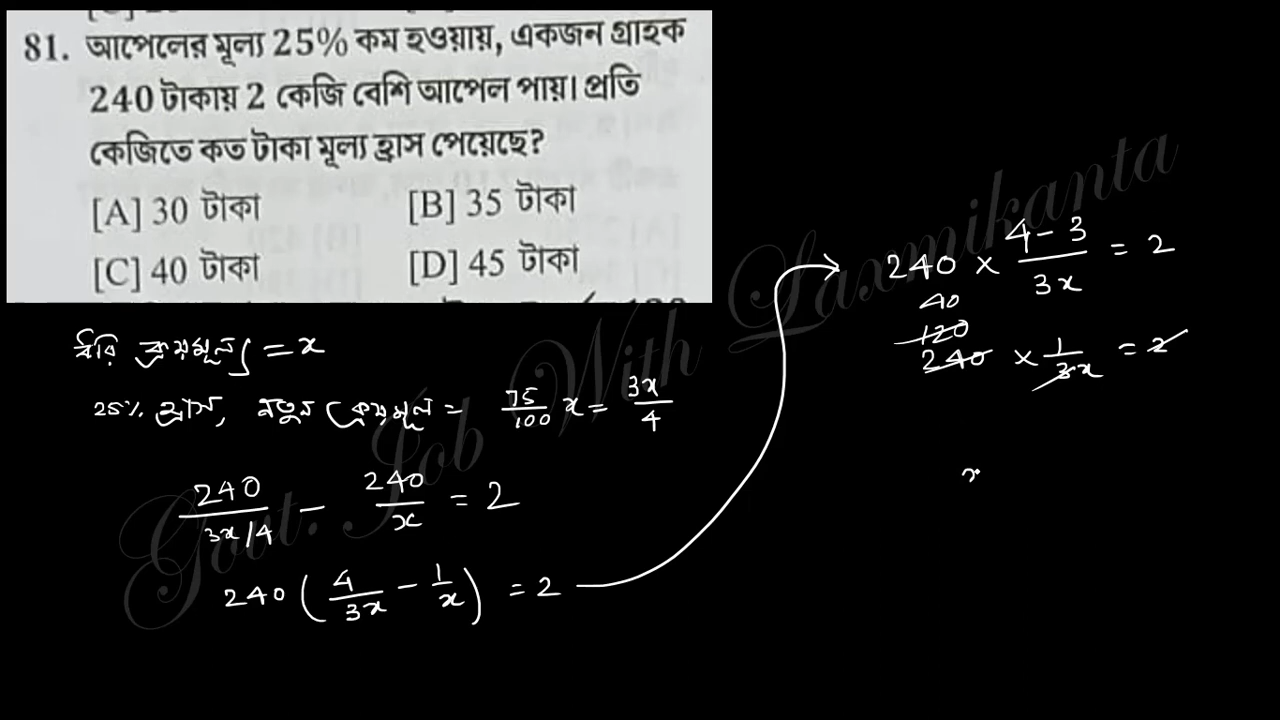 81. আপেলের মূল্য 25% কম হওয়ায়, একজন গ্রাহক
240 টাকায় 2 কেজি বেশি আপেল পায়। প্রতি
কেজিতে কত টাকা মূল্য হ্রাস পেয়েছে?
[A] 30 টাকা [B] 35 টাকা
[C] 40 টাকা [D] 45 টাকা
ধরি ক্রয়মূল্য = x
25% হ্রাসে, নতুন ক্রয়মূল্য = 75/100 x = 3x/4
240/(3x/4) - 240/x = 2
240 (4/3x - 1/x) = 2
240 × (4-3)/3x = 2
40
120
240 × 1/3x = 2
x
Govt. Job With Laxmikanta